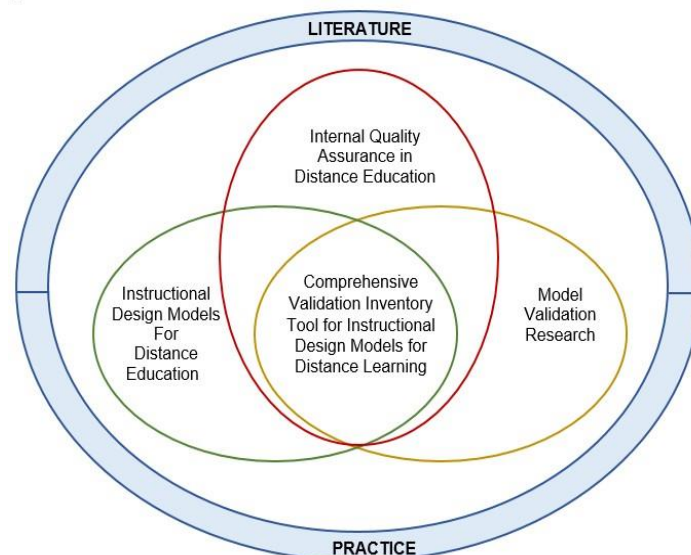 LITERATURE
Internal Quality
Assurance in
Distance Education
Instructional
Design Models
For
Distance
Education
Comprehensive
Validation Inventory
Tool for Instructional
Design Models for
Distance Learning
Model
Validation
Research
PRACTICE